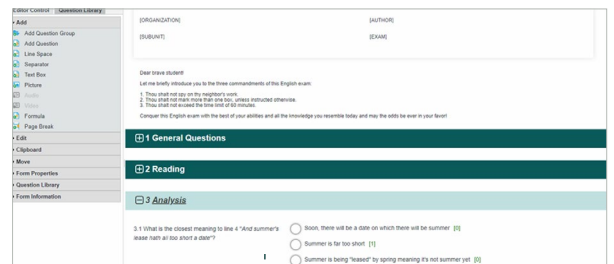 Editor Control Question Library
Add
Add Question Group
Add Question
Line Space
Separator
Text Box
Picture
Audio
Video
Formula
Page Break
Edit
Clipboard
Move
Form Properties
Question Library
Form Information
[ORGANIZATION] [AUTHOR]
[SUBUNIT] [EXAM]
Dear brave student!
Let me briefly introduce you to the three commandments of this English exam:
1. Thou shalt not spy on thy neighbor's work.
2. Thou shalt not mark more than one box, unless instructed otherwise.
3. Thou shalt not exceed the time limit of 60 minutes.
Conquer this English exam with the best of your abilities and all the knowledge you resemble today and may the odds be ever in your favor!
1 General Questions
2 Reading
3 Analysis
3.1 What is the closest meaning to line 4 "And summer's
lease hath all too short a date"?
Soon, there will be a date on which there will be summer [0]
Summer is far too short [1]
Summer is being "leased" by spring meaning it's not summer yet [0]